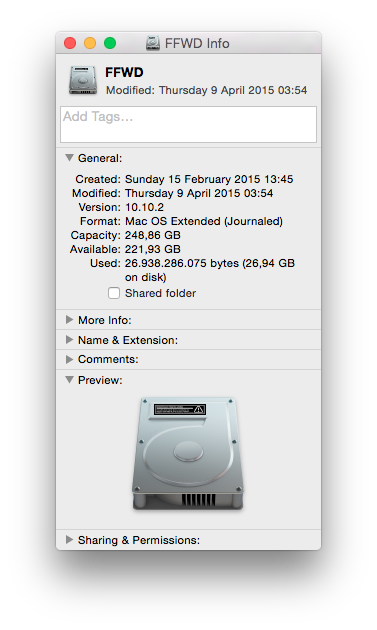 FFWD Info
FFWD
Modified: Thursday 9 April 2015 03:54
Add Tags…
General:
Created: Sunday 15 February 2015 13:45
Modified: Thursday 9 April 2015 03:54
Version: 10.10.2
Format: Mac OS Extended (Journaled)
Capacity: 248,86 GB
Available: 221,93 GB
Used: 26.938.286.075 bytes (26,94 GB
on disk)
Shared folder
More Info:
Name & Extension:
Comments:
Preview:
Sharing & Permissions: